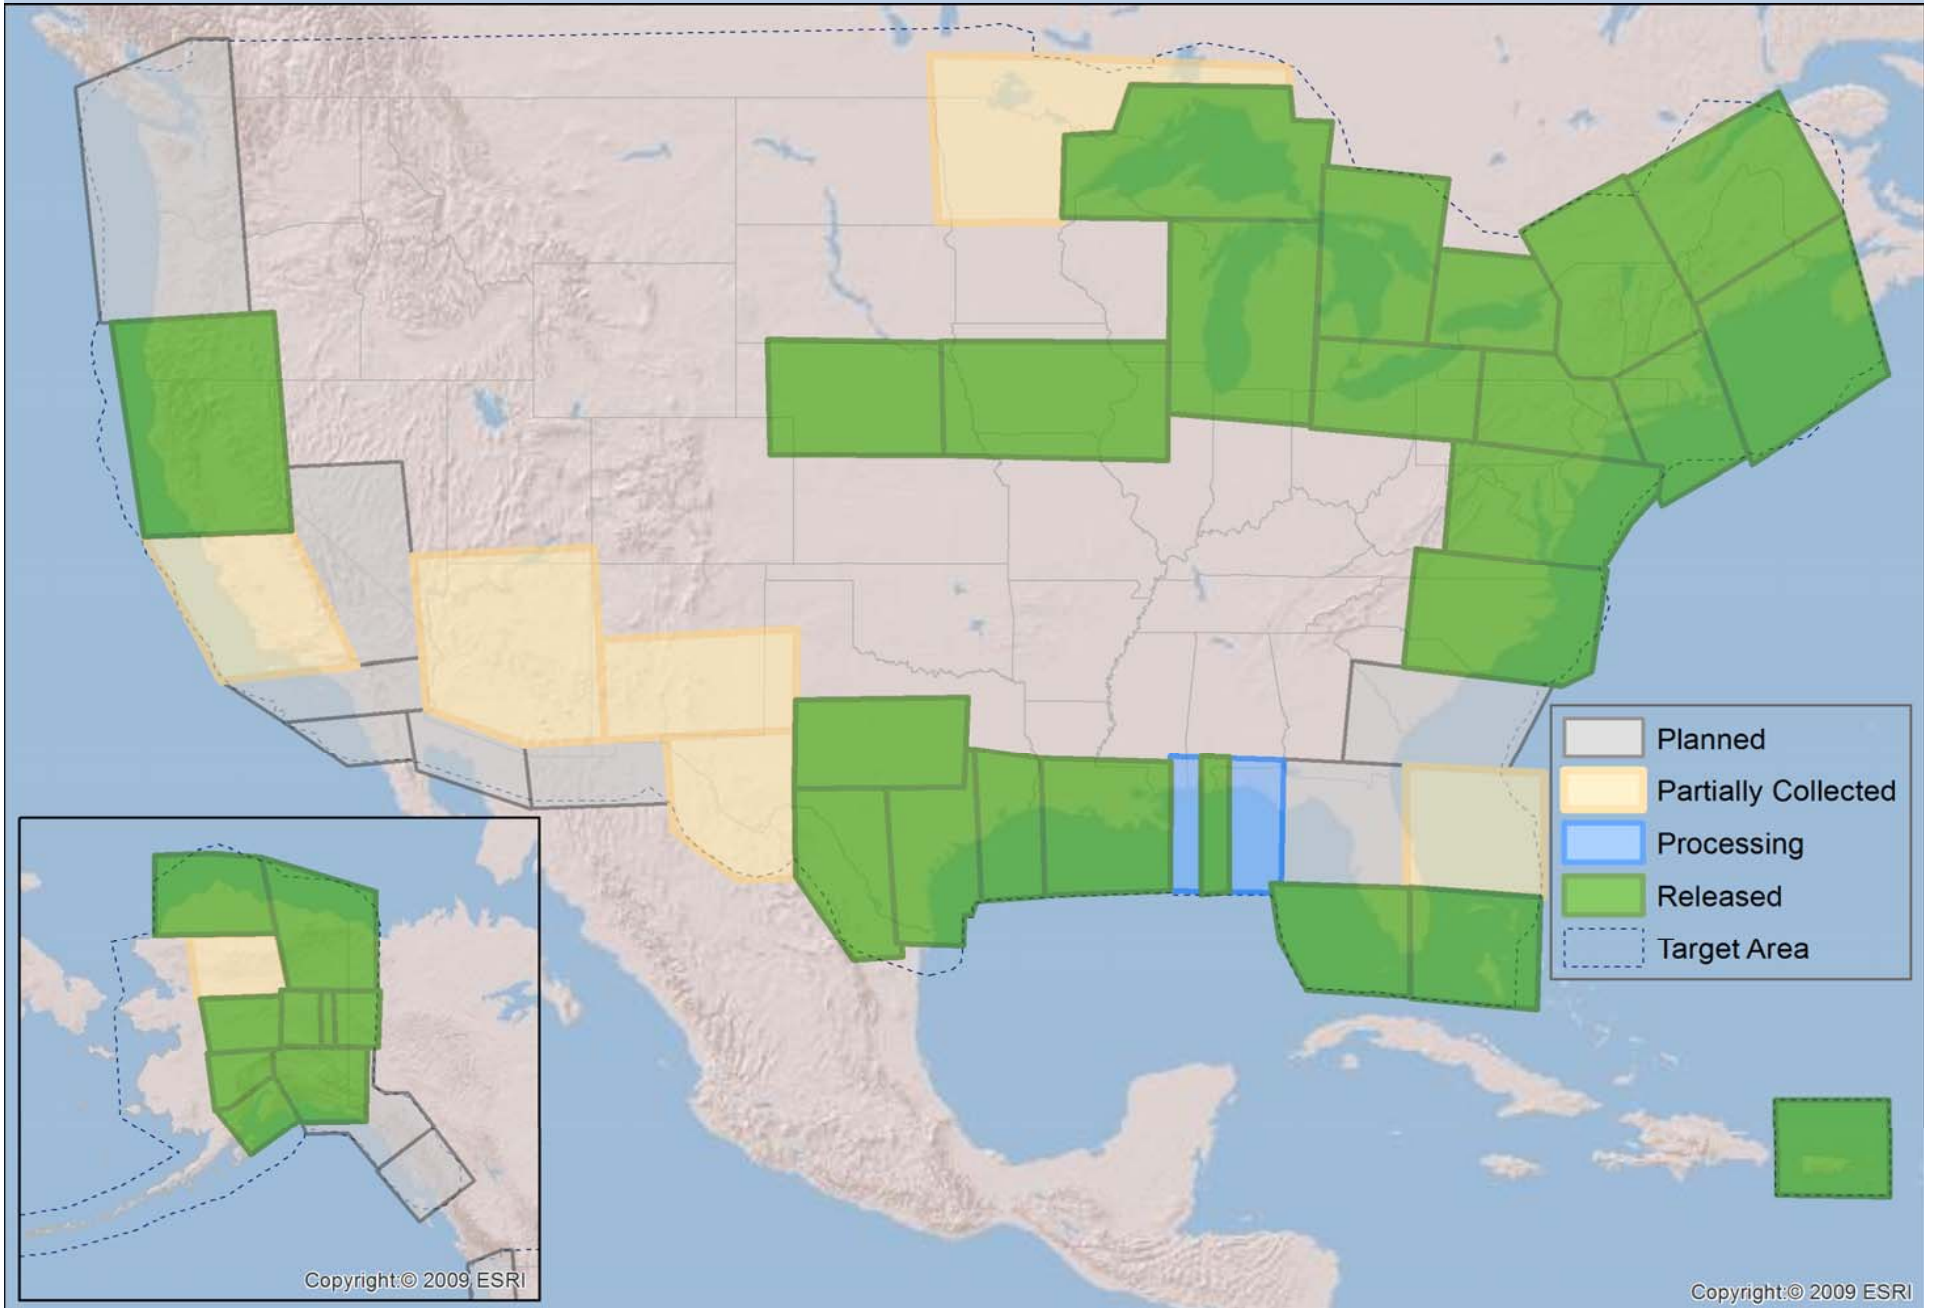 Planned
Partially Collected
Processing
Released
Target Area
Copyright:© 2009 ESRI
Copyright:© 2009 ESRI